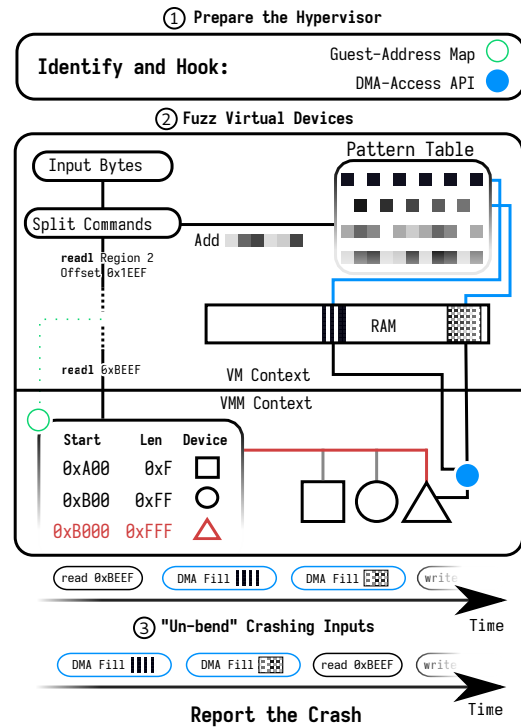 1 Prepare the Hypervisor
Identify and Hook:
Guest-Address Map
DMA-Access API
2 Fuzz Virtual Devices
Input Bytes
Pattern Table
Split Commands
Add
readl Region 2
Offset 0x1EEF
RAM
readl 0xBEEF
VM Context
VMM Context
Start Len Device
0xA00 0xF
0xB00 0xFF
0xB000 0xFFF
read 0xBEEF DMA Fill DMA Fill write
Time
3 "Un-bend" Crashing Inputs
DMA Fill DMA Fill read 0xBEEF write
Time
Report the Crash